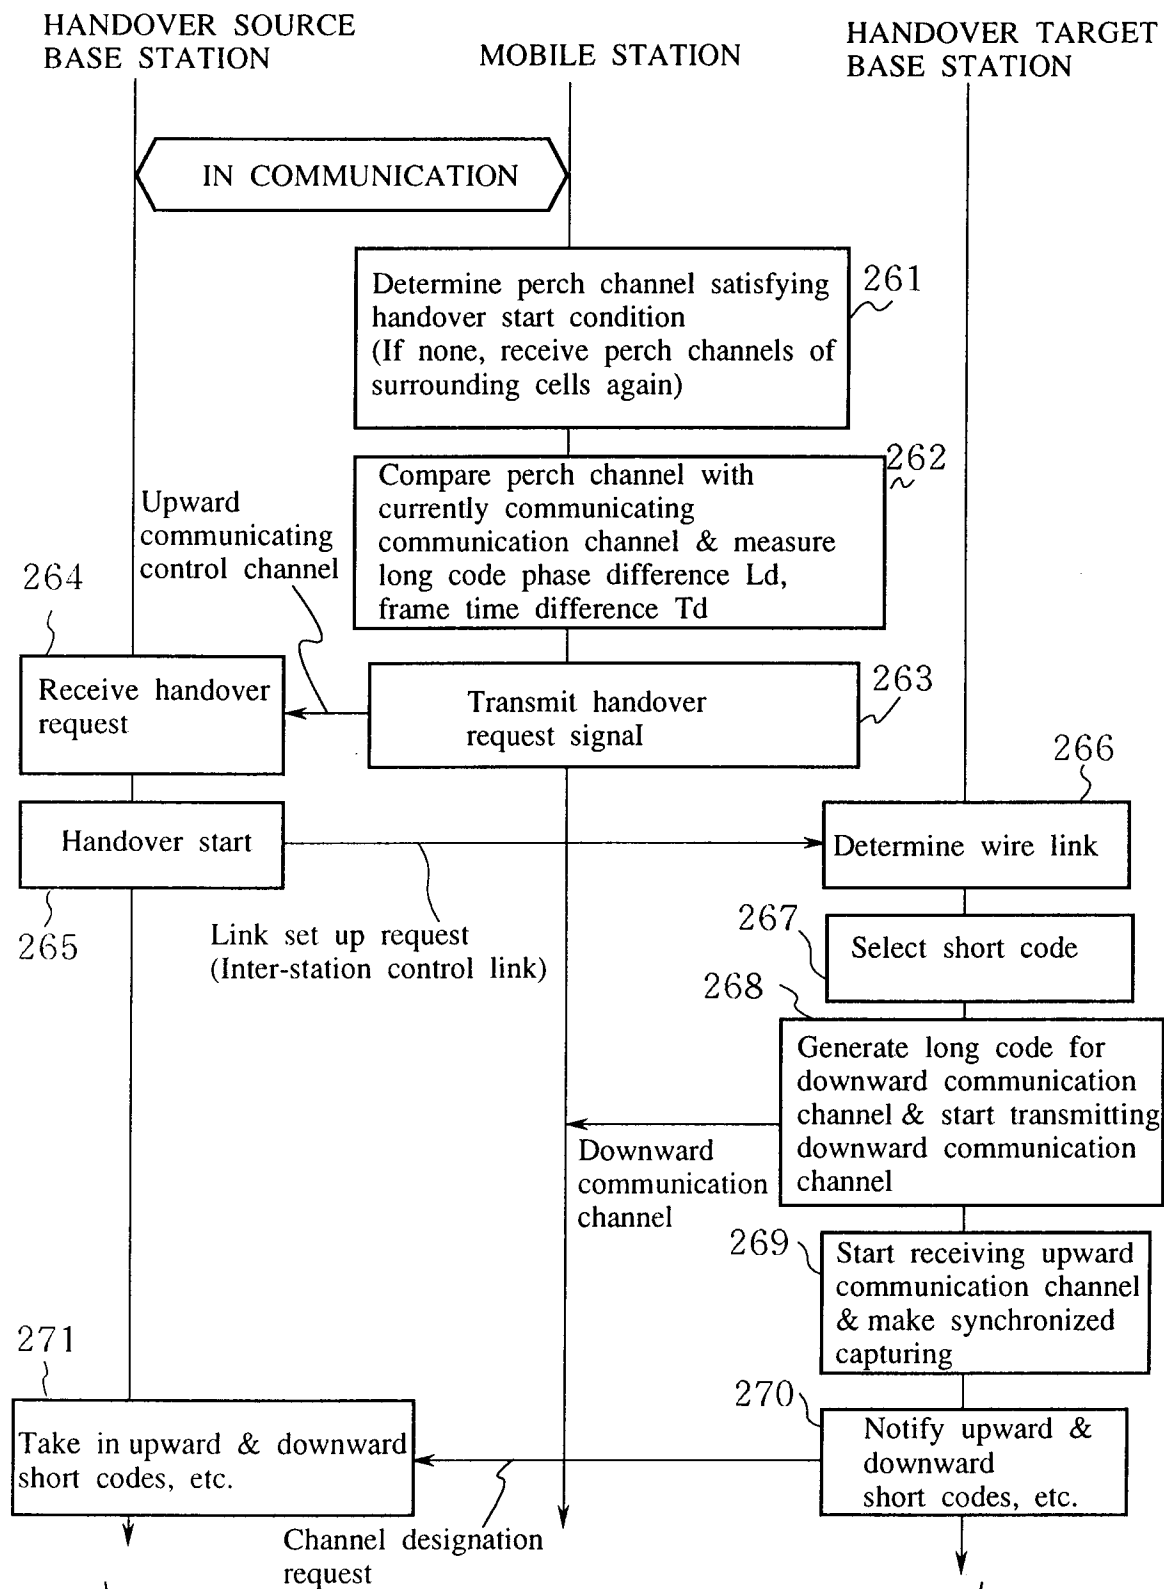 HANDOVER SOURCE
BASE STATION
MOBILE STATION
HANDOVER TARGET
BASE STATION
IN COMMUNICATION
Determine perch channel satisfying
handover start condition
(If none, receive perch channels of
surrounding cells again)
261
Compare perch channel with
currently communicating
communication channel & measure
long code phase difference Ld,
frame time difference Td
262
Upward
communicating
control channel
264
Receive handover
request
Transmit handover
request signal
263
266
Handover start
Determine wire link
265
Link set up request
(Inter-station control link)
267
Select short code
268
Generate long code for
downward communication
channel & start transmitting
downward communication
channel
Downward
communication
channel
269
Start receiving upward
communication channel
& make synchronized
capturing
271
Take in upward & downward
short codes, etc.
270
Notify upward &
downward
short codes, etc.
Channel designation
request